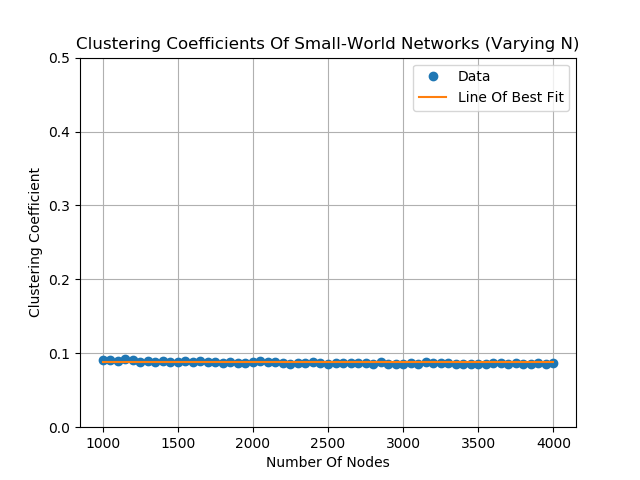 Clustering Coefficients Of Small-World Networks (Varying N)
0.5
0.4
0.3
0.2
0.1
0.0
Clustering Coefficient
Data
Line Of Best Fit
1000 1500 2000 2500 3000 3500 4000
Number Of Nodes